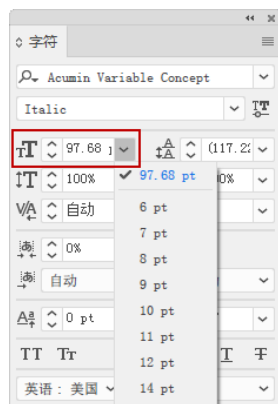 字符
Acumin Variable Concept
Italic
97.68
(117.2
100%
✓ 97.68 pt
0%
自动
6 pt
7 pt
0%
8 pt
自动
9 pt
10 pt
0 pt
11 pt
TT Tr
12 pt
T T
英语: 美国
14 pt